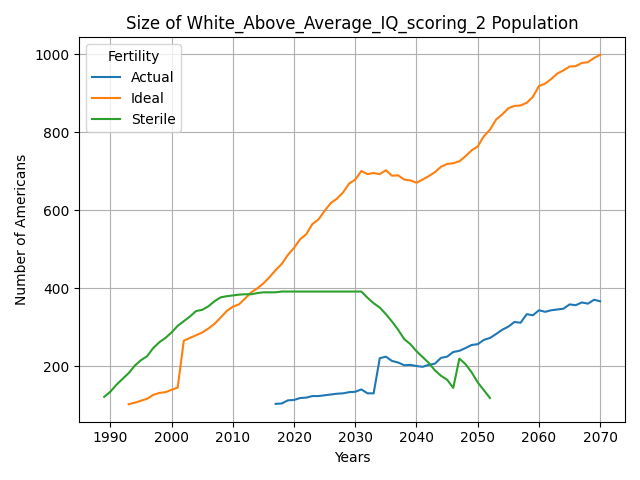 Size of White_Above_Average_IQ_scoring_2 Population
Fertility
Actual
Ideal
Sterile
Number of Americans
1000
800
600
400
200
1990 2000 2010 2020 2030 2040 2050 2060 2070
Years